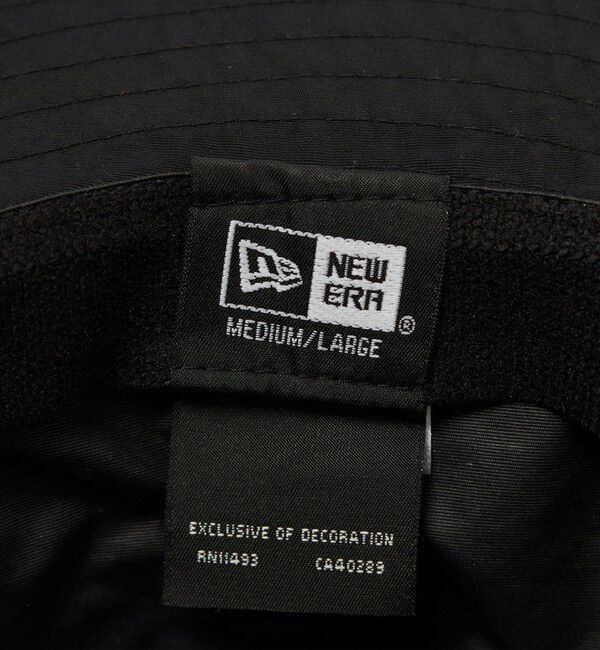 NEW
ERA
®
MEDIUM/LARGE
EXCLUSIVE OF DECORATION
RN11493 CA40289